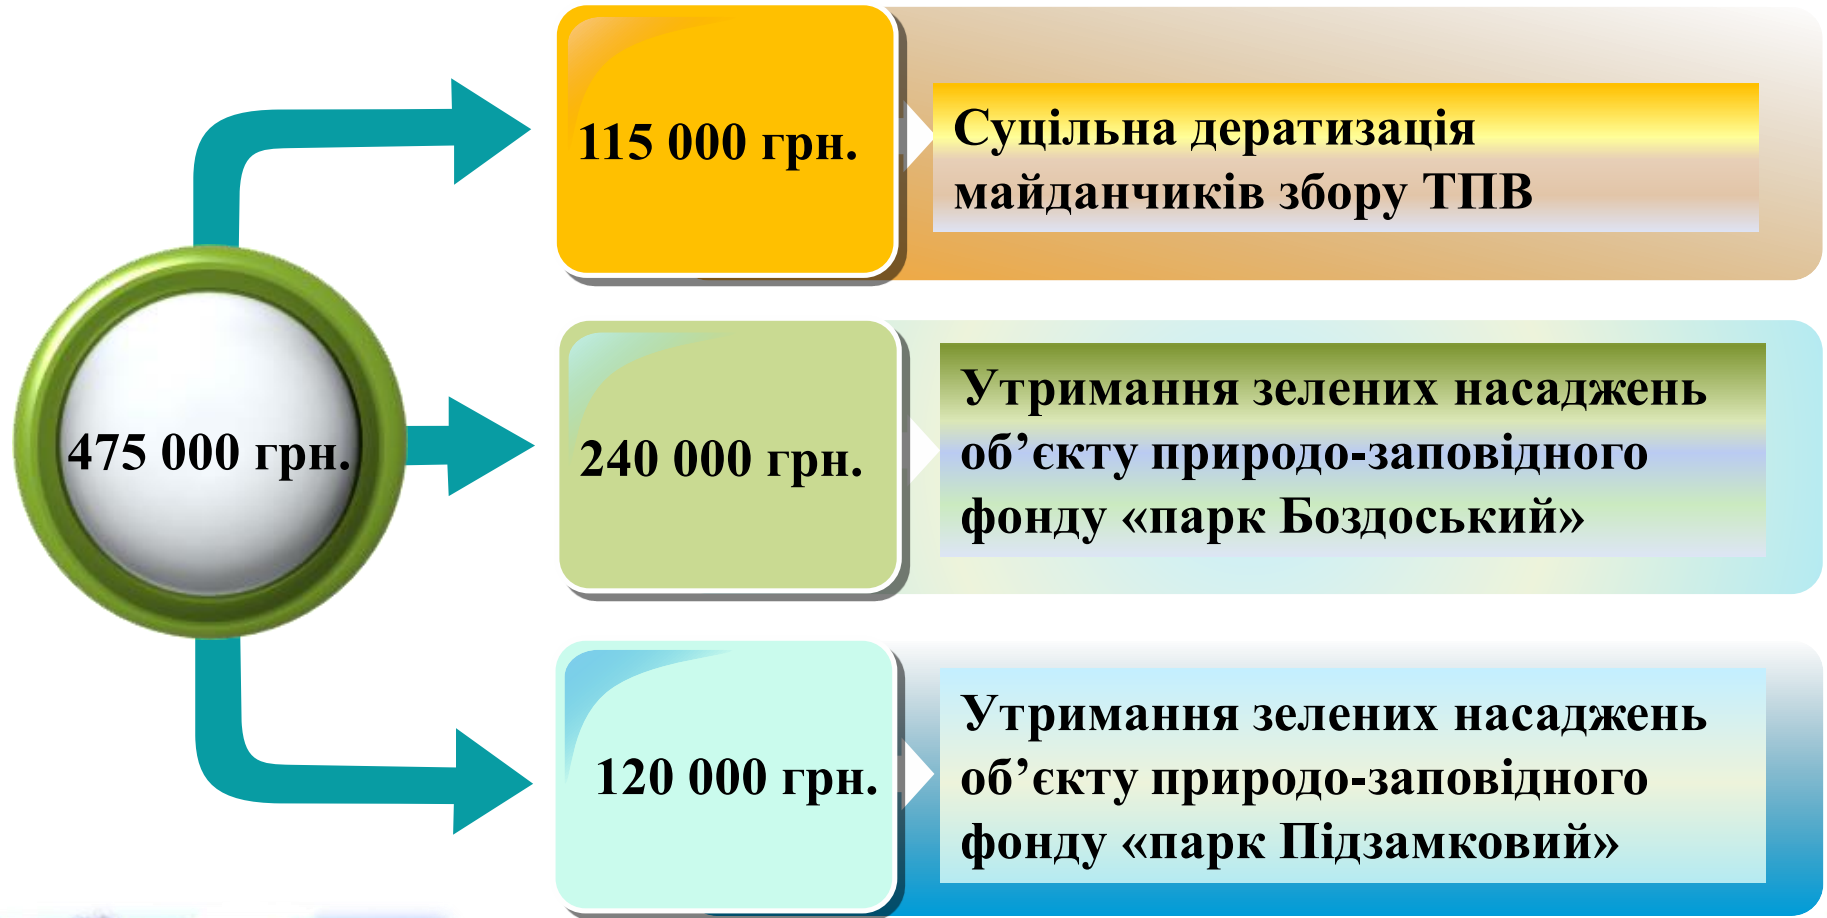 475 000 грн.
115 000 грн.
Суцільна дератизація
майданчиків збору ТПВ
240 000 грн.
Утримання зелених насаджень
об’єкту природо-заповідного
фонду «парк Боздоський»
120 000 грн.
Утримання зелених насаджень
об’єкту природо-заповідного
фонду «парк Підзамковий»